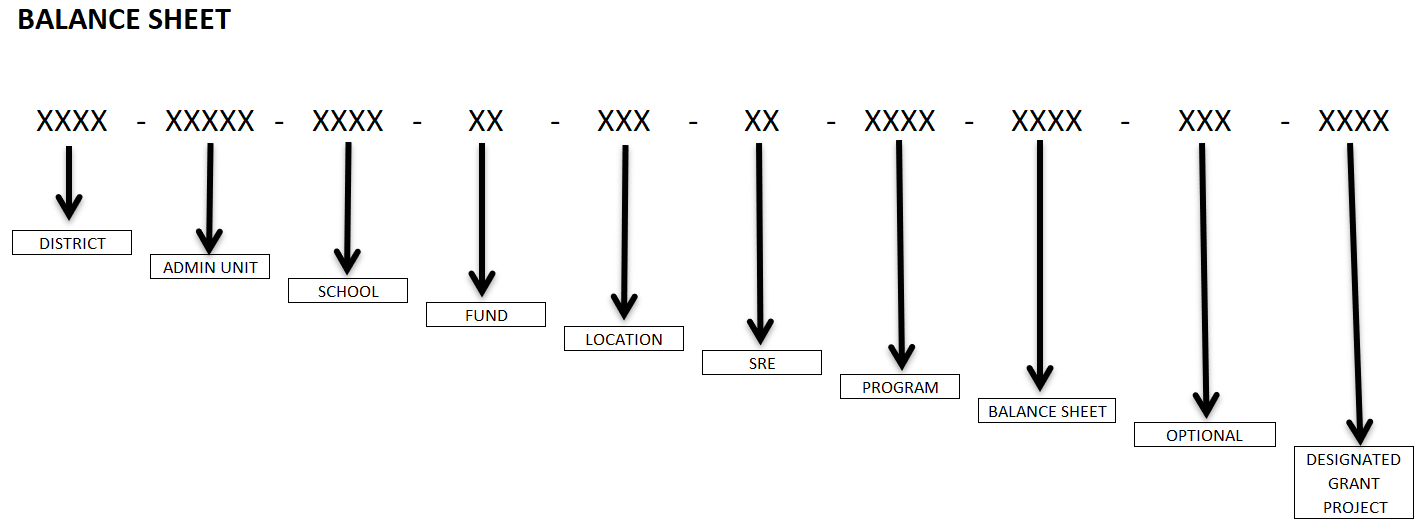 BALANCE SHEET
XXXX - XXXXX - XXXX - XX - XXX - XX - XXXX - XXXX - XXX - XXXX
DISTRICT
ADMIN UNIT
SCHOOL
FUND
LOCATION
SRE
PROGRAM
BALANCE SHEET
OPTIONAL
DESIGNATED
GRANT
PROJECT